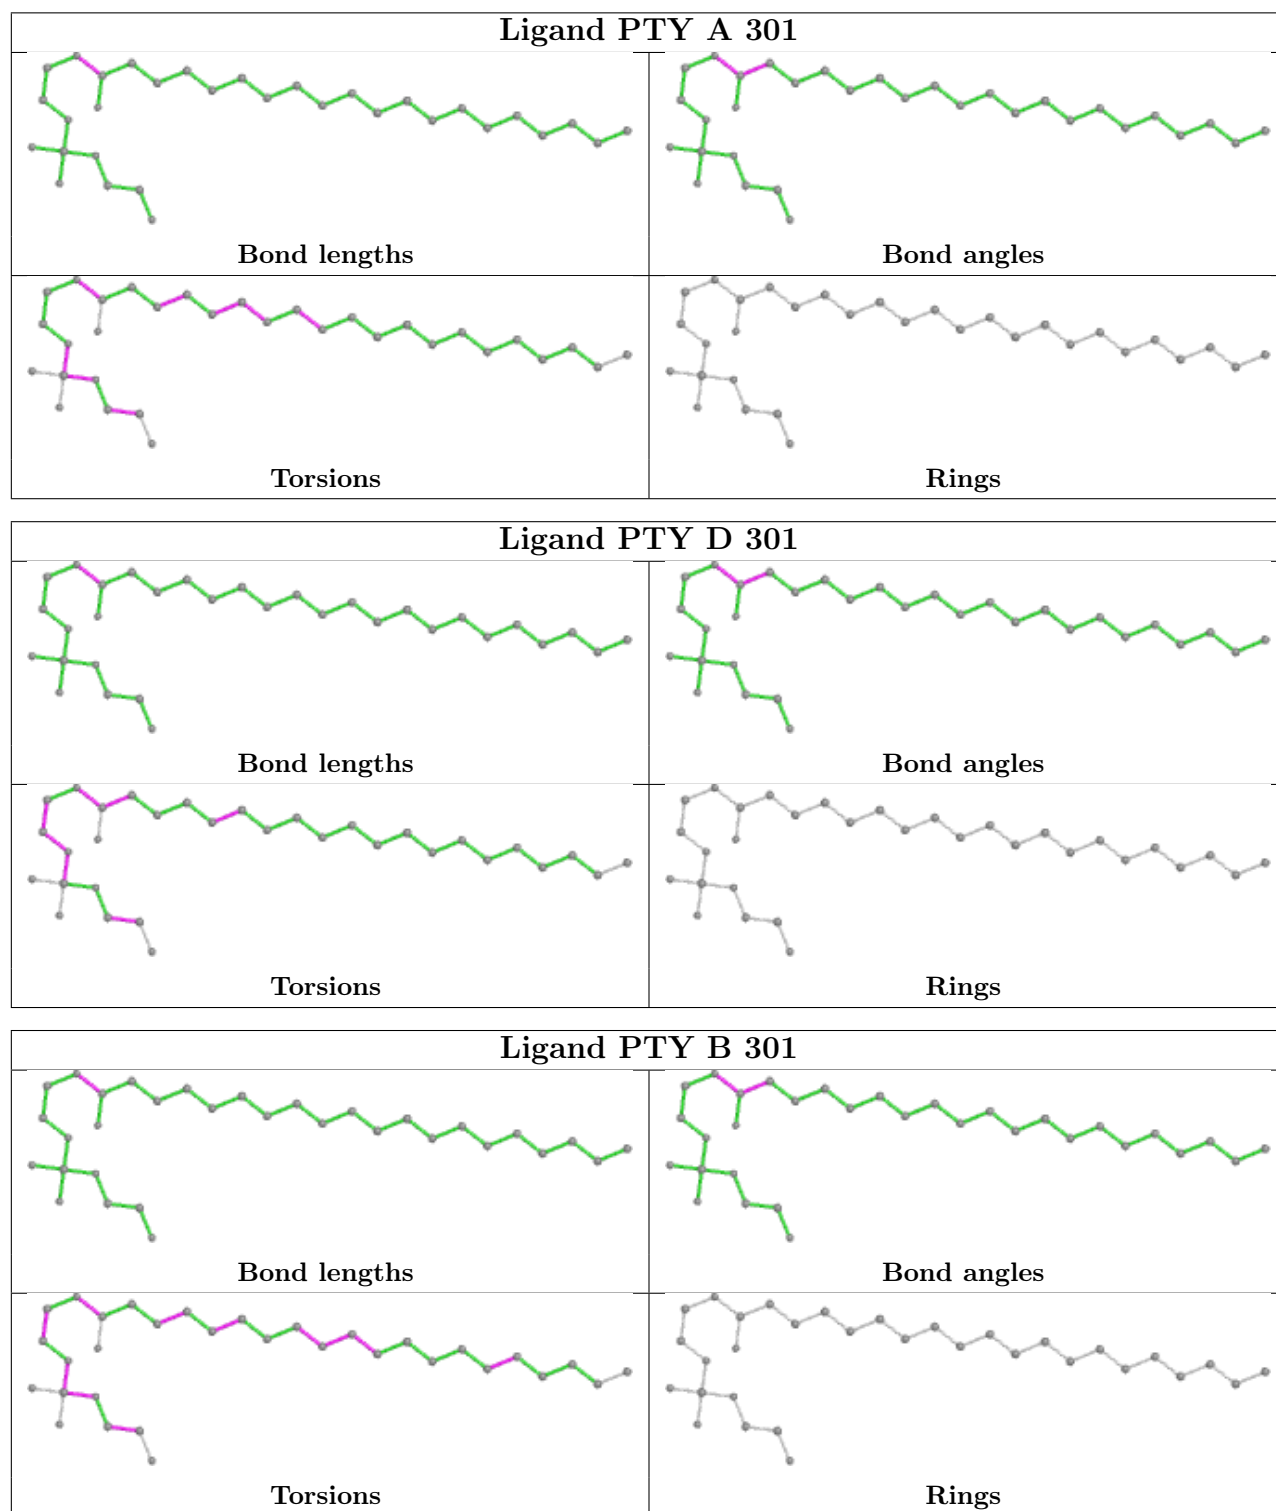 Ligand PTY A 301
Bond lengths
Bond angles
Torsions
Rings
Ligand PTY D 301
Bond lengths
Bond angles
Torsions
Rings
Ligand PTY B 301
Bond lengths
Bond angles
Torsions
Rings